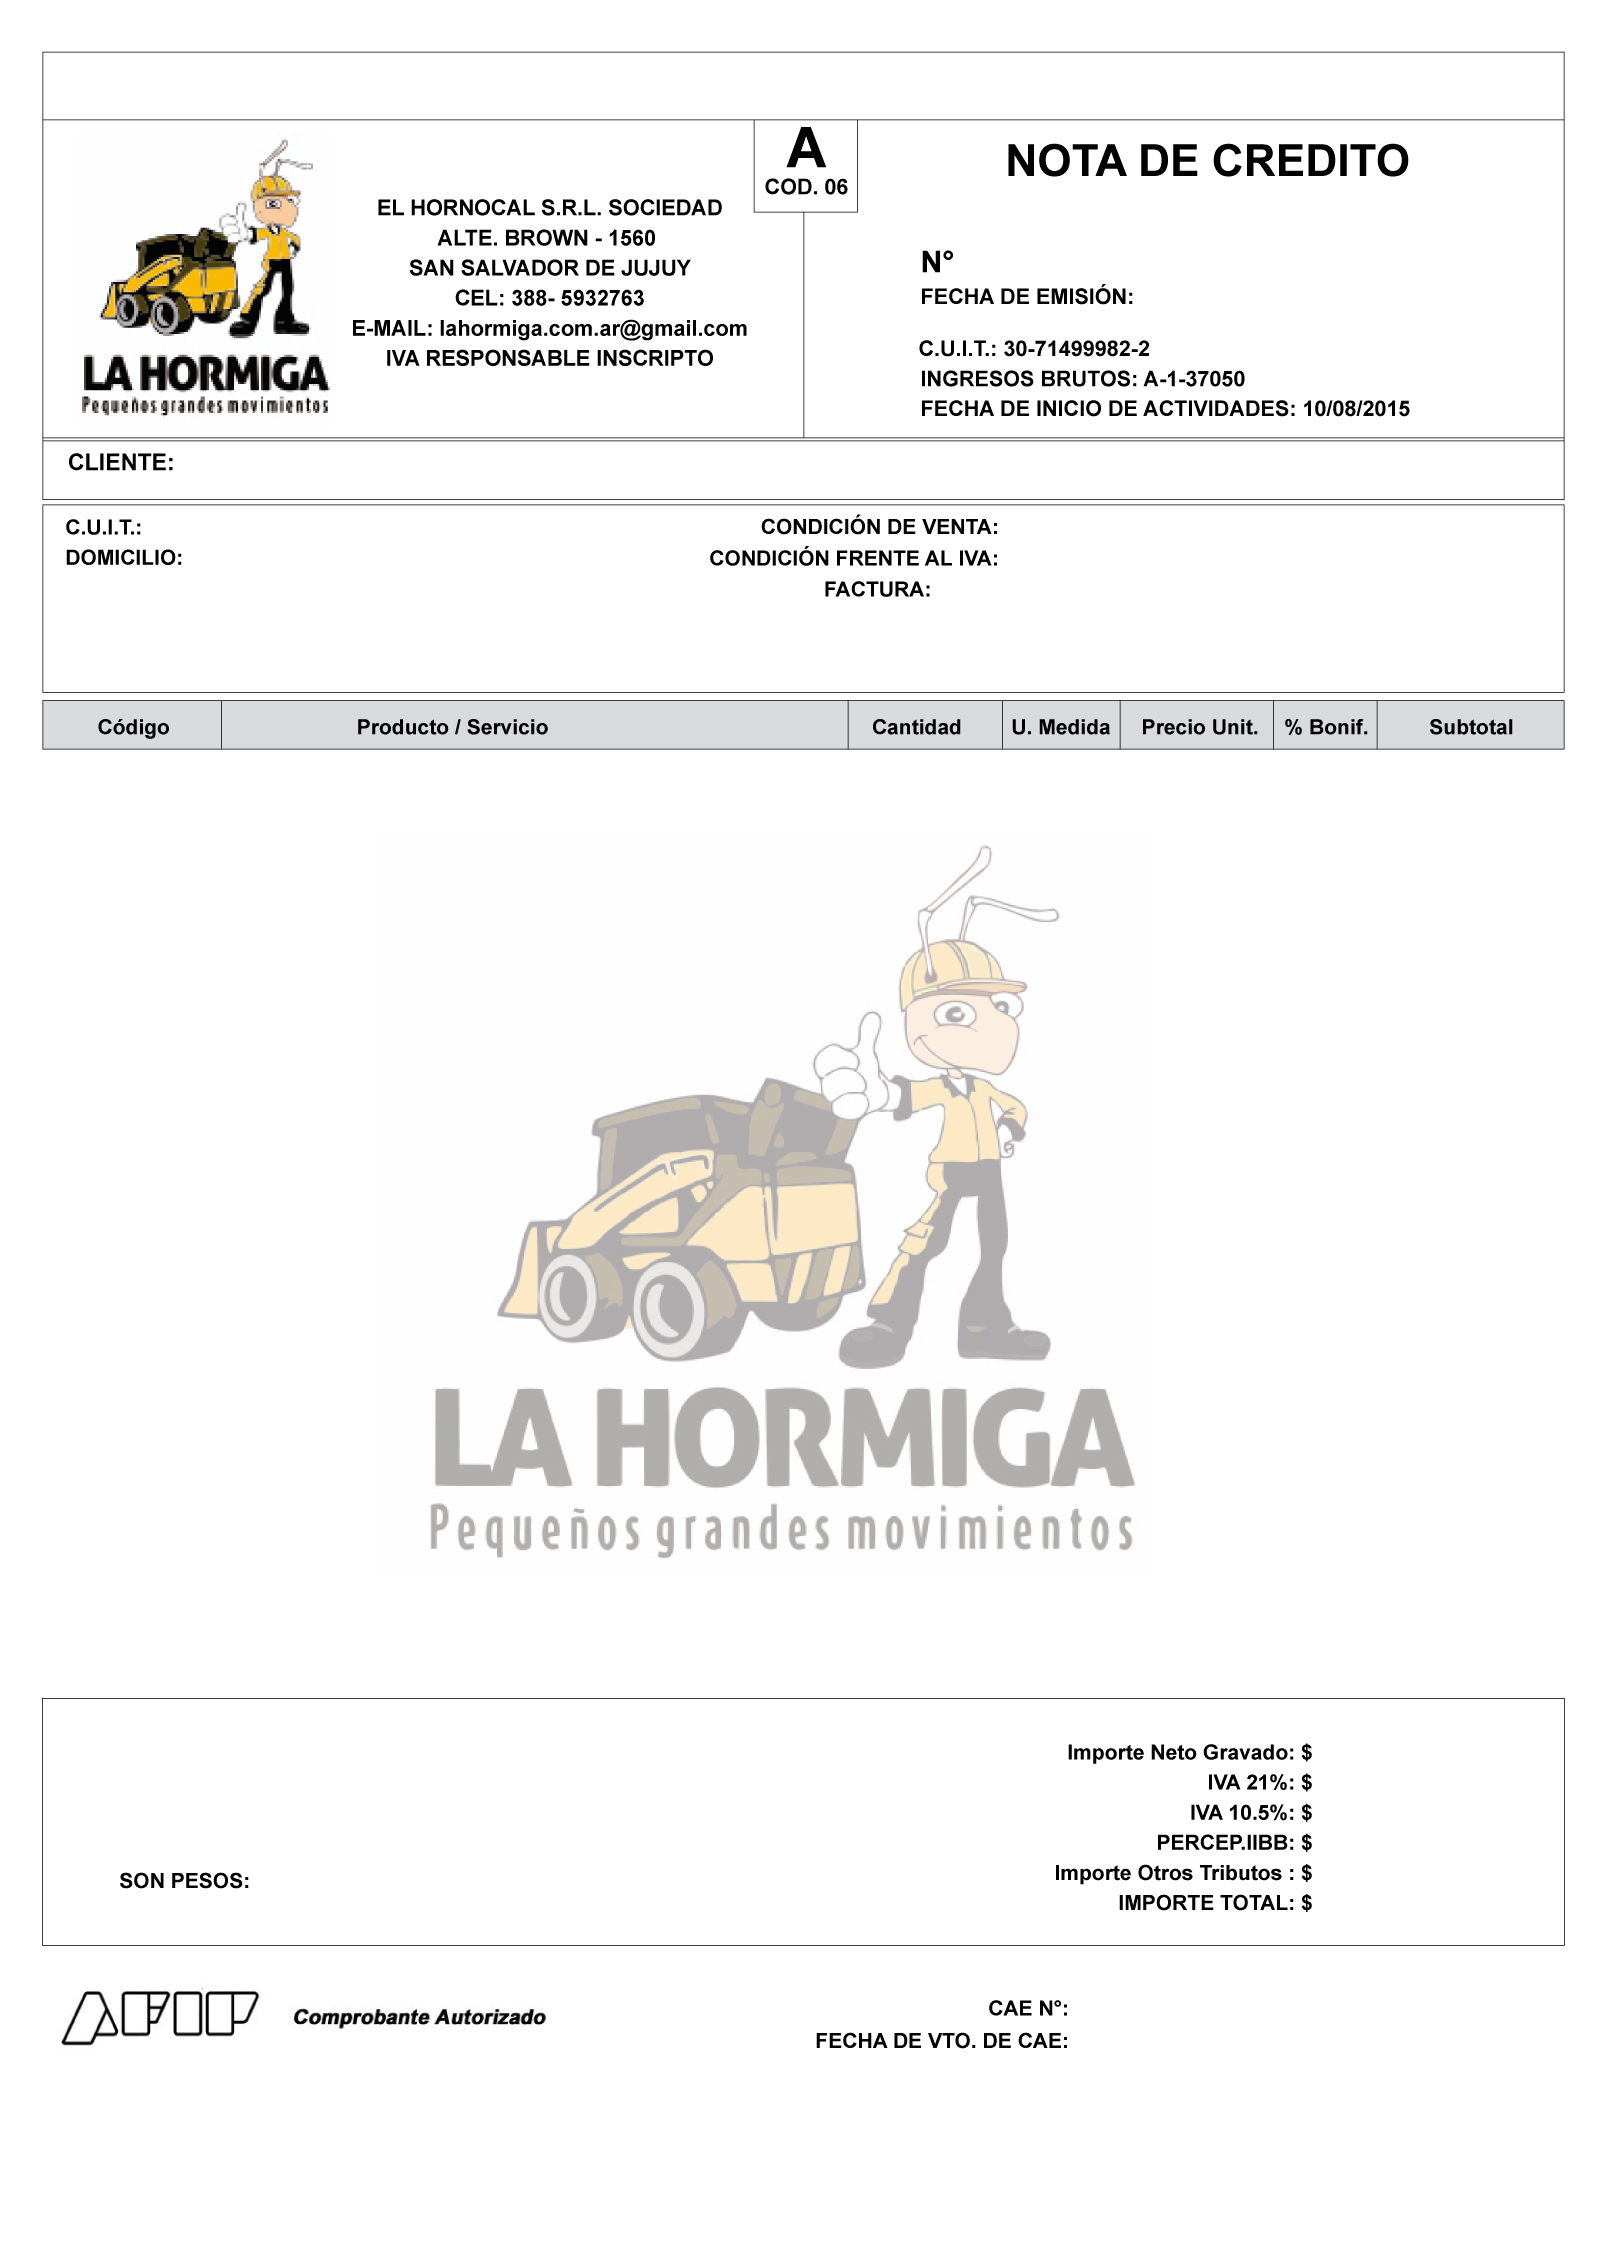 A
COD. 06
NOTA DE CREDITO
EL HORNOCAL S.R.L. SOCIEDAD
ALTE. BROWN - 1560
SAN SALVADOR DE JUJUY
CEL: 388- 5932763
E-MAIL: lahormiga.com.ar@gmail.com
IVA RESPONSABLE INSCRIPTO
LA HORMIGA
Pequeños grandes movimientos
N°
FECHA DE EMISIÓN:
C.U.I.T.: 30-71499982-2
INGRESOS BRUTOS: A-1-37050
FECHA DE INICIO DE ACTIVIDADES: 10/08/2015
CLIENTE:
C.U.I.T.:
DOMICILIO:
CONDICIÓN DE VENTA:
CONDICIÓN FRENTE AL IVA:
FACTURA:
Código Producto / Servicio Cantidad U. Medida Precio Unit. % Bonif. Subtotal
LA HORMIGA
Pequeños grandes movimientos
Importe Neto Gravado: $
IVA 21%: $
IVA 10.5%: $
PERCEP.IIBB: $
Importe Otros Tributos : $
IMPORTE TOTAL: $
SON PESOS:
AFIP Comprobante Autorizado
CAE N°:
FECHA DE VTO. DE CAE: